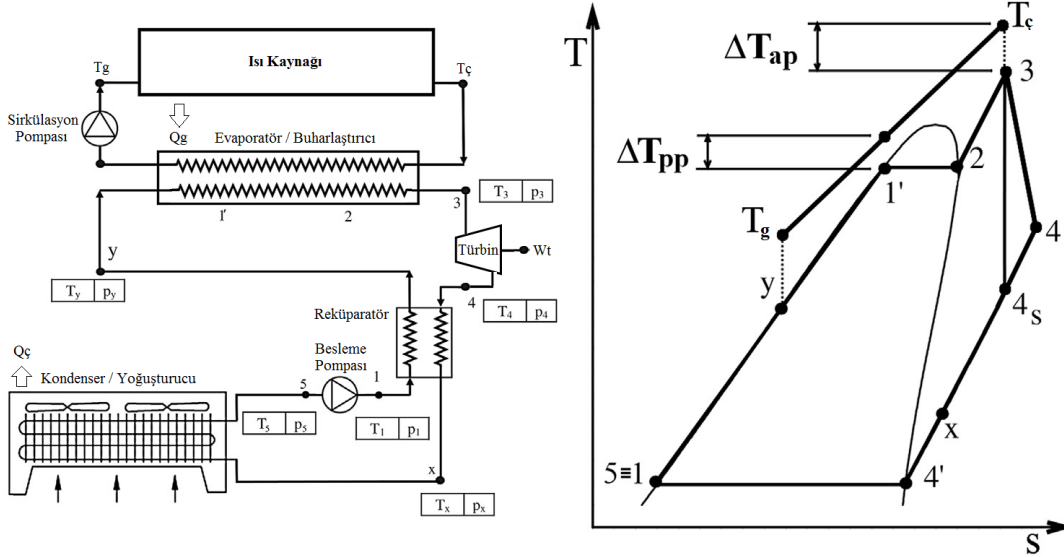 Isı Kaynağı
Tg
Tç
Sirkülasyon
Pompası
Qg
Evaporatör / Buharlaştırıcı
1'
2
3
T3 p3
Türbin
Wt
y
Ty py
4
T4 p4
Reküparatör
Besleme
Pompası
Qç
Kondenser / Yoğuşturucu
5
1
T5 p5
T1 p1
x
Tx px
T
ΔTap
Tç
3
ΔTpp
1'
2
Tg
y
4
4s
x
5≡1
4'
s